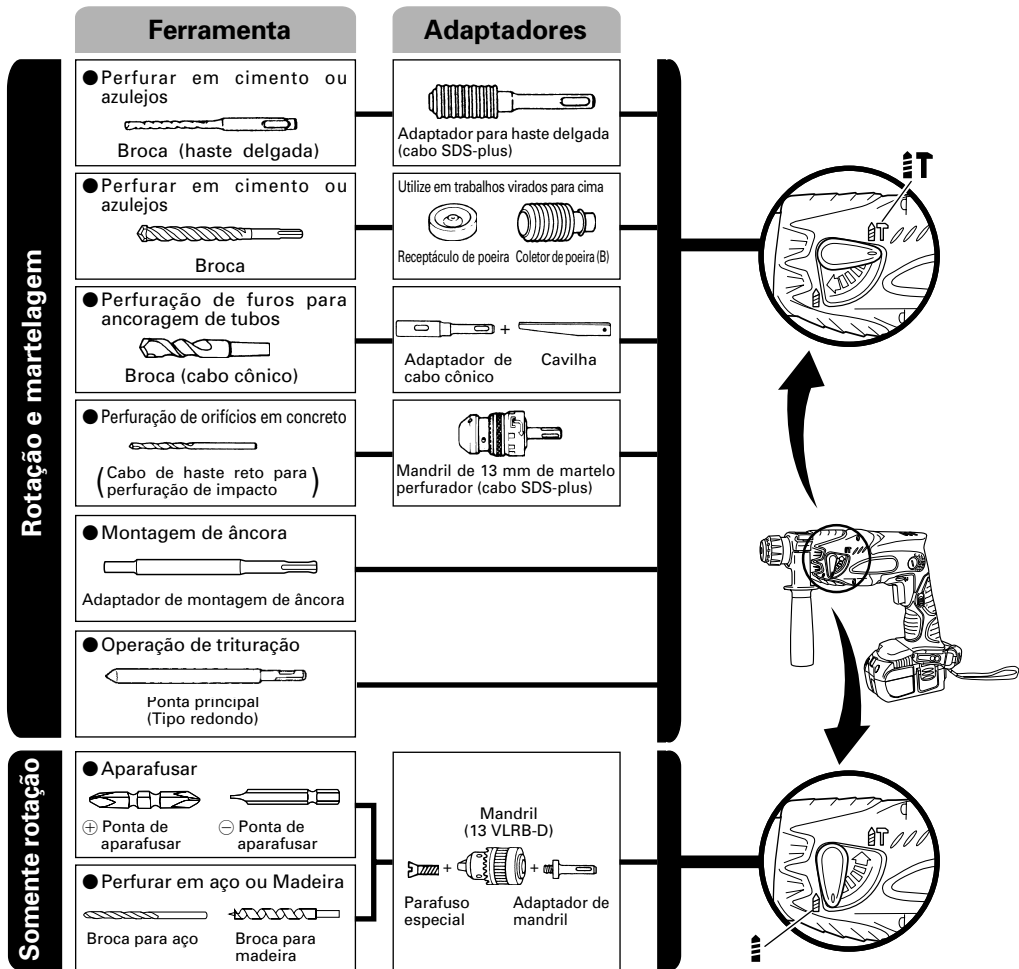 Ferramenta
Adaptadores
Rotação e martelagem
● Perfurar em cimento ou
azulejos
Broca (haste delgada)
Adaptador para haste delgada
(cabo SDS-plus)
● Perfurar em cimento ou
azulejos
Broca
Utilize em trabalhos virados para cima
Receptáculo de poeira
Coletor de poeira (B)
● Perfuração de furos para
ancoragem de tubos
Broca (cabo cônico)
+
Adaptador de
cabo cônico
Cavilha
● Perfuração de orifícios em concreto
(Cabo de haste reto para
perfuração de impacto)
Mandril de 13 mm de martelo
perfurador (cabo SDS-plus)
● Montagem de âncora
Adaptador de montagem de âncora
● Operação de trituração
Ponta principal
(Tipo redondo)
Somente rotação
● Aparafusar
⊕ Ponta de
aparafusar
⊖ Ponta de
aparafusar
● Perfurar em aço ou Madeira
Broca para aço
Broca para
madeira
Mandril
(13 VLRB-D)
+ +
Parafuso
especial
Adaptador de
mandril